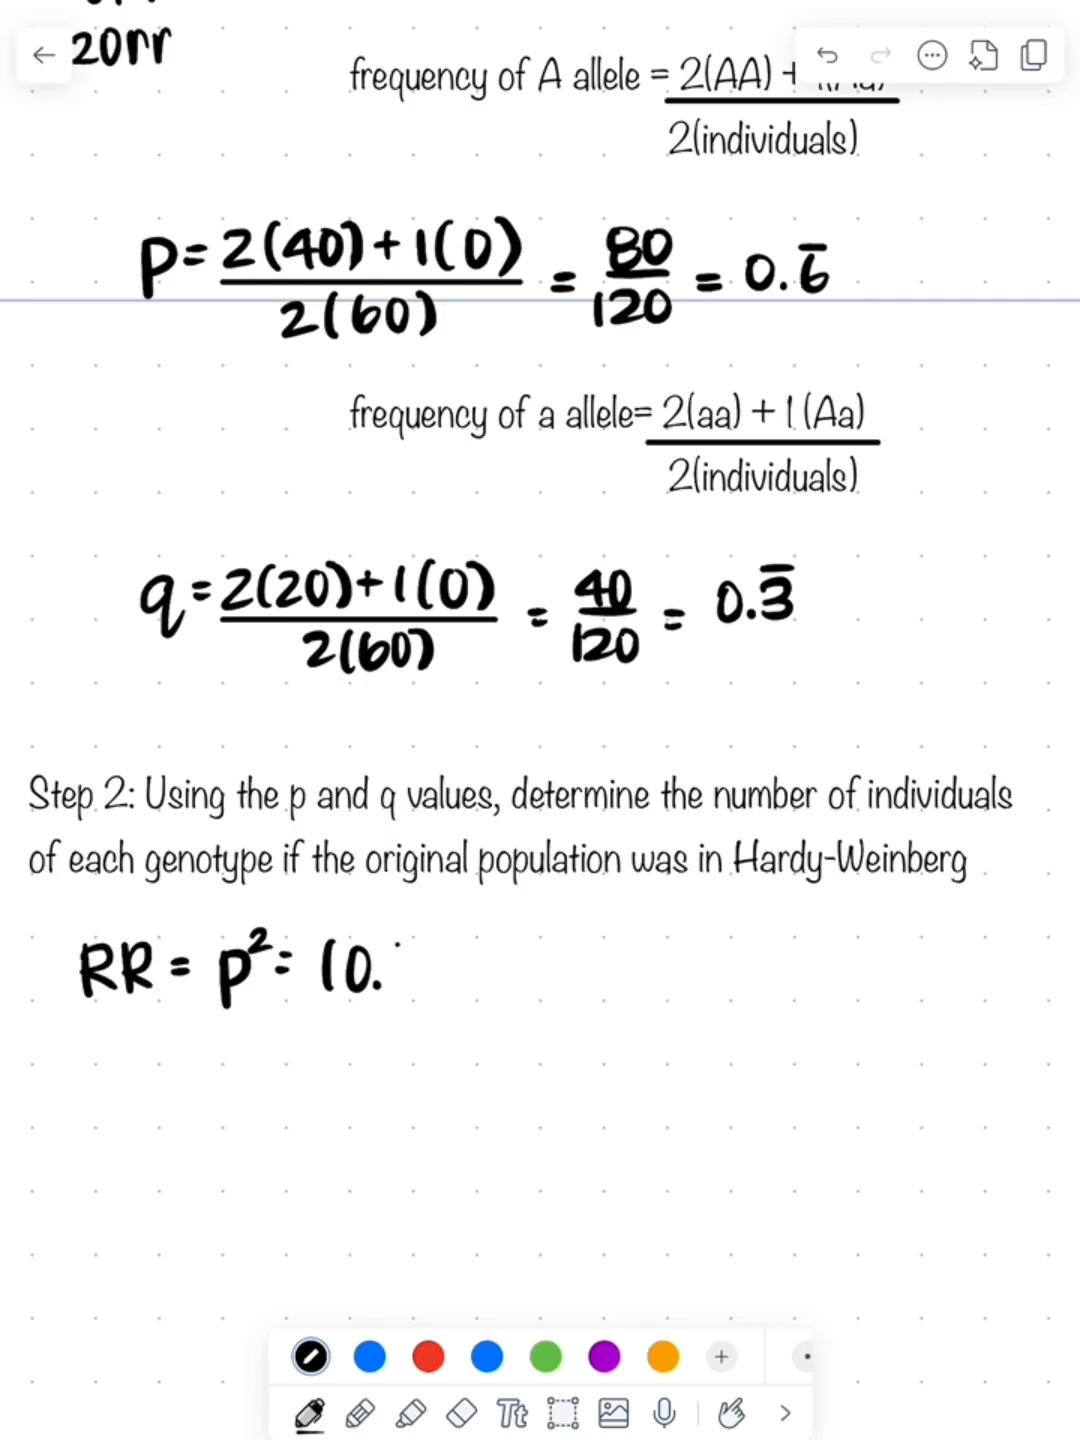 20rr
frequency of A allele = 2(AA) +
2(individuals)
p = 2(40) + 1(0) = 80 = 0.6̅
2(60) 120
frequency of a allele= 2(aa) + 1(Aa)
2(individuals)
q = 2(20) + 1(0) = 40 = 0.3̅
2(60) 120
Step 2: Using the p and q values, determine the number of individuals
of each genotype if the original population was in Hardy-Weinberg
RR = p² = (0.
Tt